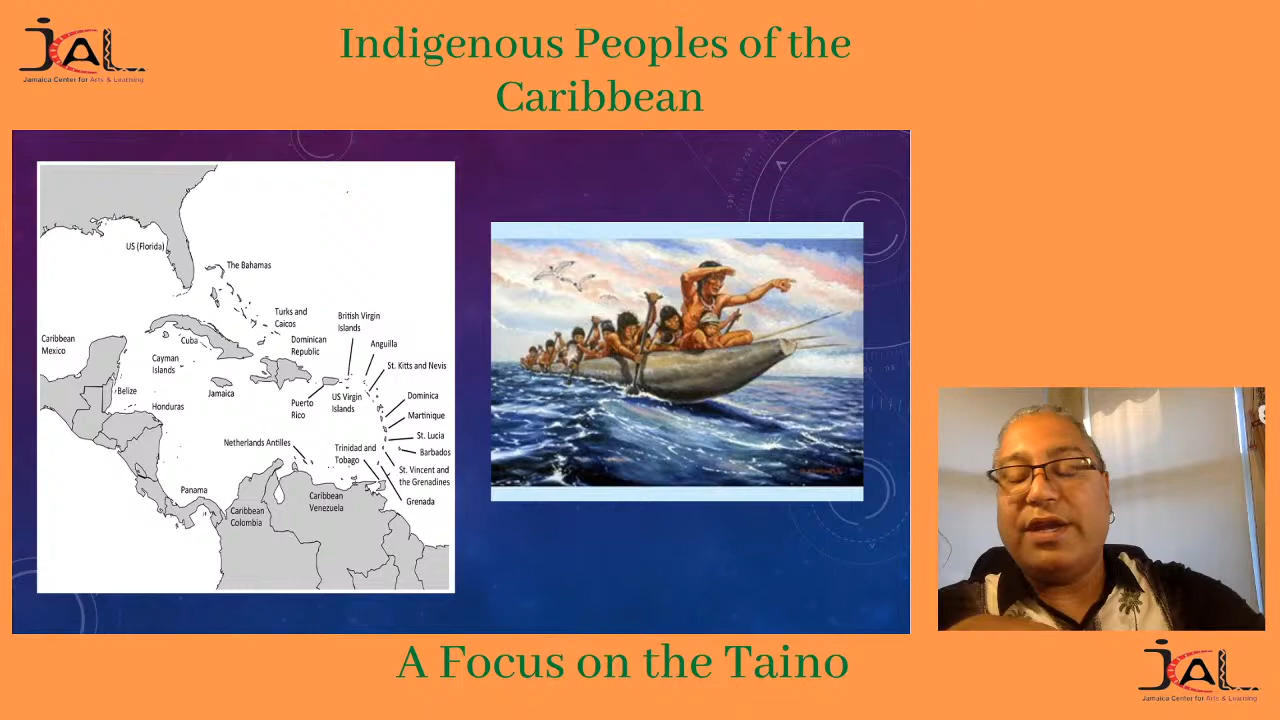 JCAL
Jamaica Center for Arts & Learning
Indigenous Peoples of the
Caribbean
US (Florida)
The Bahamas
Turks and
Caicos
British Virgin
Islands
Caribbean
Mexico
Cuba
Dominican
Republic
Anguilla
Cayman
Islands
St. Kitts and Nevis
Belize
Jamaica
Puerto
Rico
US Virgin
Islands
Dominica
Honduras
Martinique
St. Lucia
Netherlands Antilles
Trinidad and
Tobago
Barbados
St. Vincent and
the Grenadines
Panama
Caribbean
Venezuela
Grenada
Caribbean
Colombia
A Focus on the Taino
JCAL
Jamaica Center for Arts & Learning